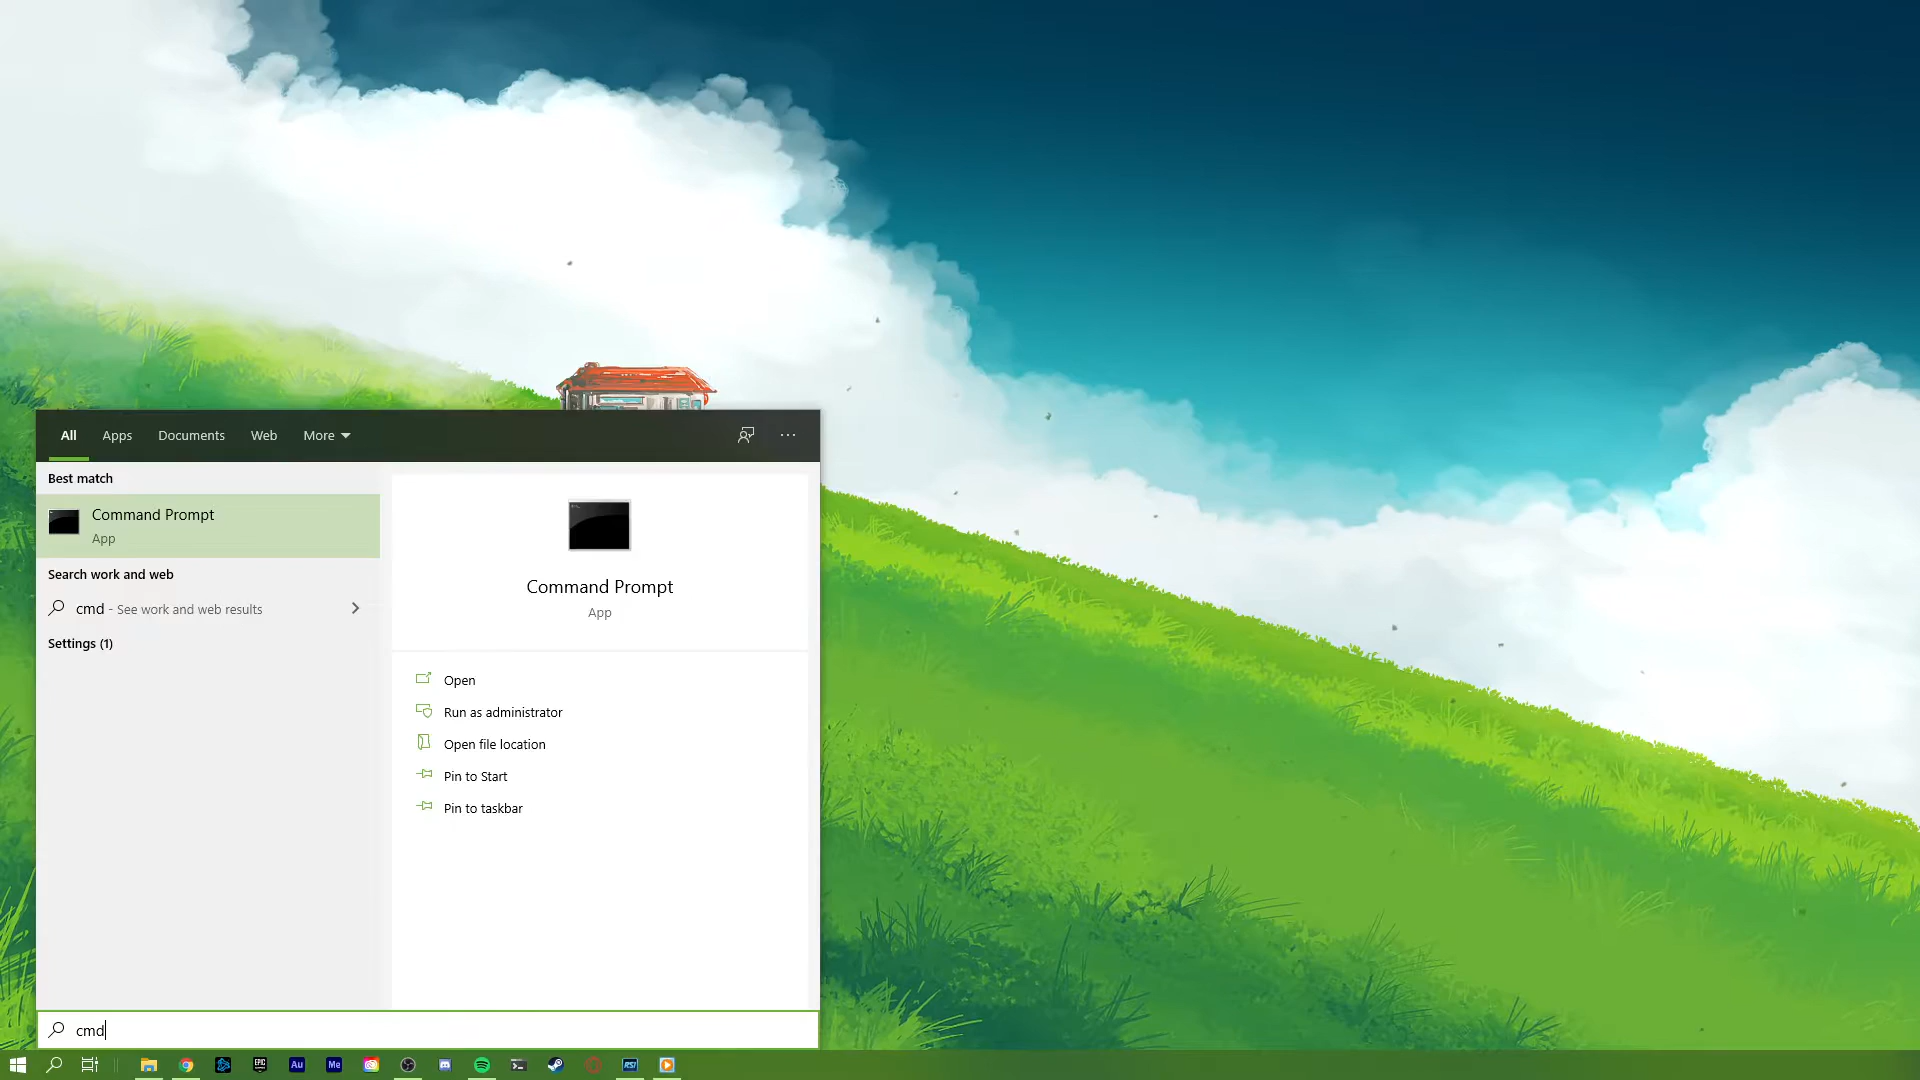 All Apps Documents Web More
Best match
Command Prompt
App
Search work and web
cmd - See work and web results
Settings (1)
Command Prompt
App
Open
Run as administrator
Open file location
Pin to Start
Pin to taskbar
cmd
EPIC Au Me RSI